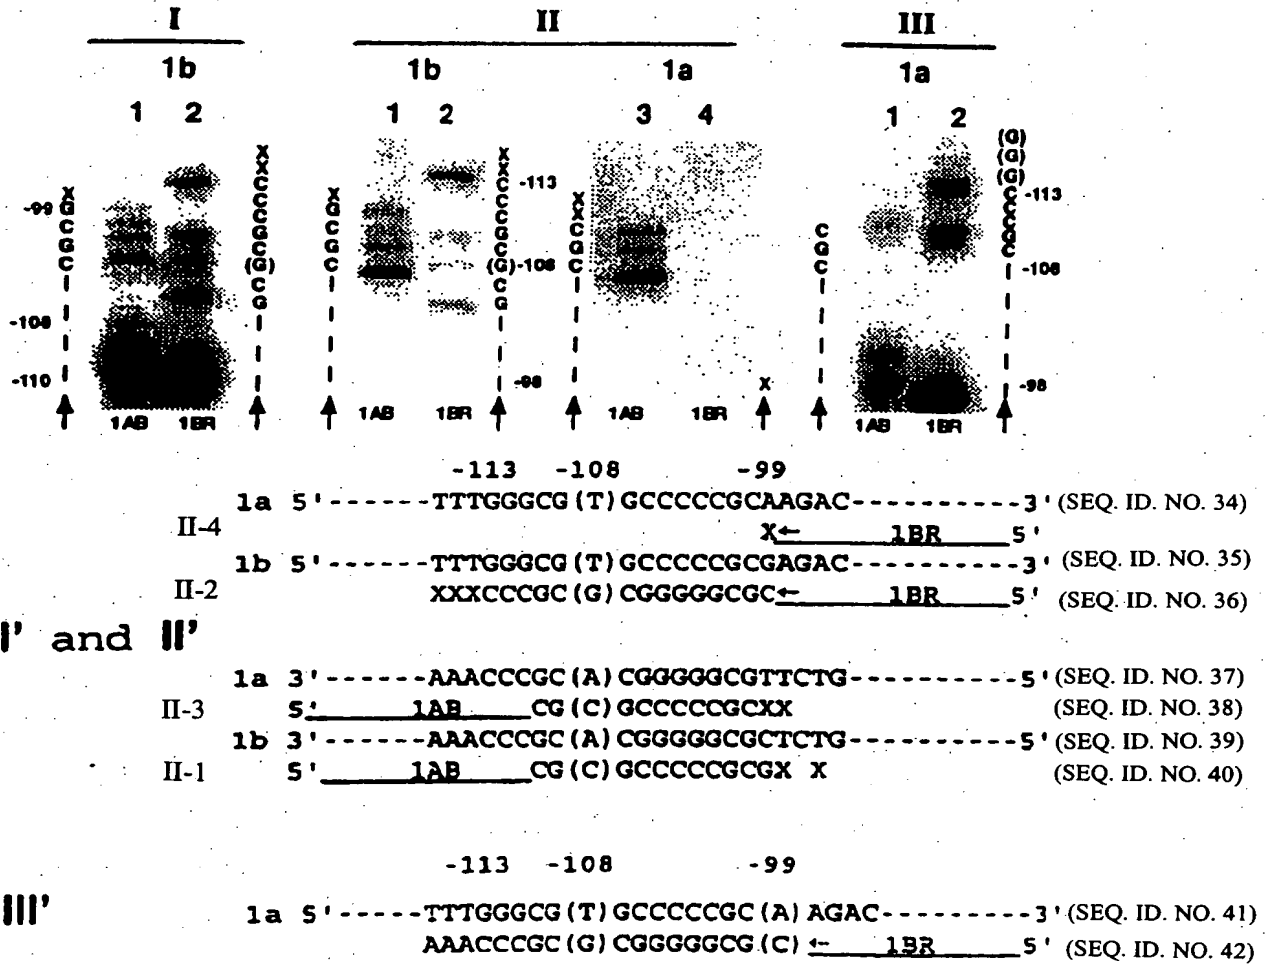 I II III
1b 1b 1a 1a
1 2 1 2 3 4 1 2
X
G
C
G
C
-99
-108
-110
X
X
C
C
C
G
C
(G)
C
G
X
G
C
G
C
X
X
C
C
C
G
C
(G)
C
G
-113
-108
-98
X
X
C
G
C
X
C
G
C
(G)
(G)
(G)
C
C
C
G
C
-113
-108
-98
1AB 1BR 1AB 1BR 1AB 1BR 1AB 1BR
-113 -108 -99
1a 5'------TTTGGGCG(T)GCCCCCGCAAGAC----------3' (SEQ. ID. NO. 34)
II-4 X← 1BR 5'
1b 5'------TTTGGGCG(T)GCCCCCGCGAGAC----------3' (SEQ. ID. NO. 35)
II-2 XXXCCCGC(G)CGGGGGCGC← 1BR 5' (SEQ. ID. NO. 36)
I' and II'
1a 3'------AAACCCGC(A)CGGGGGCGTTCTG----------5' (SEQ. ID. NO. 37)
II-3 5' 1AB CG(C)GCCCCCGCXX (SEQ. ID. NO. 38)
1b 3'------AAACCCGC(A)CGGGGGCGCTCTG----------5' (SEQ. ID. NO. 39)
II-1 5' 1AB CG(C)GCCCCCGCGX X (SEQ. ID. NO. 40)
-113 -108 -99
III' 1a 5'-----TTTGGGCG(T)GCCCCCGC(A) AGAC---------3' (SEQ. ID. NO. 41)
AAACCCGC(G)CGGGGGCG(C) ← 1BR 5' (SEQ. ID. NO. 42)